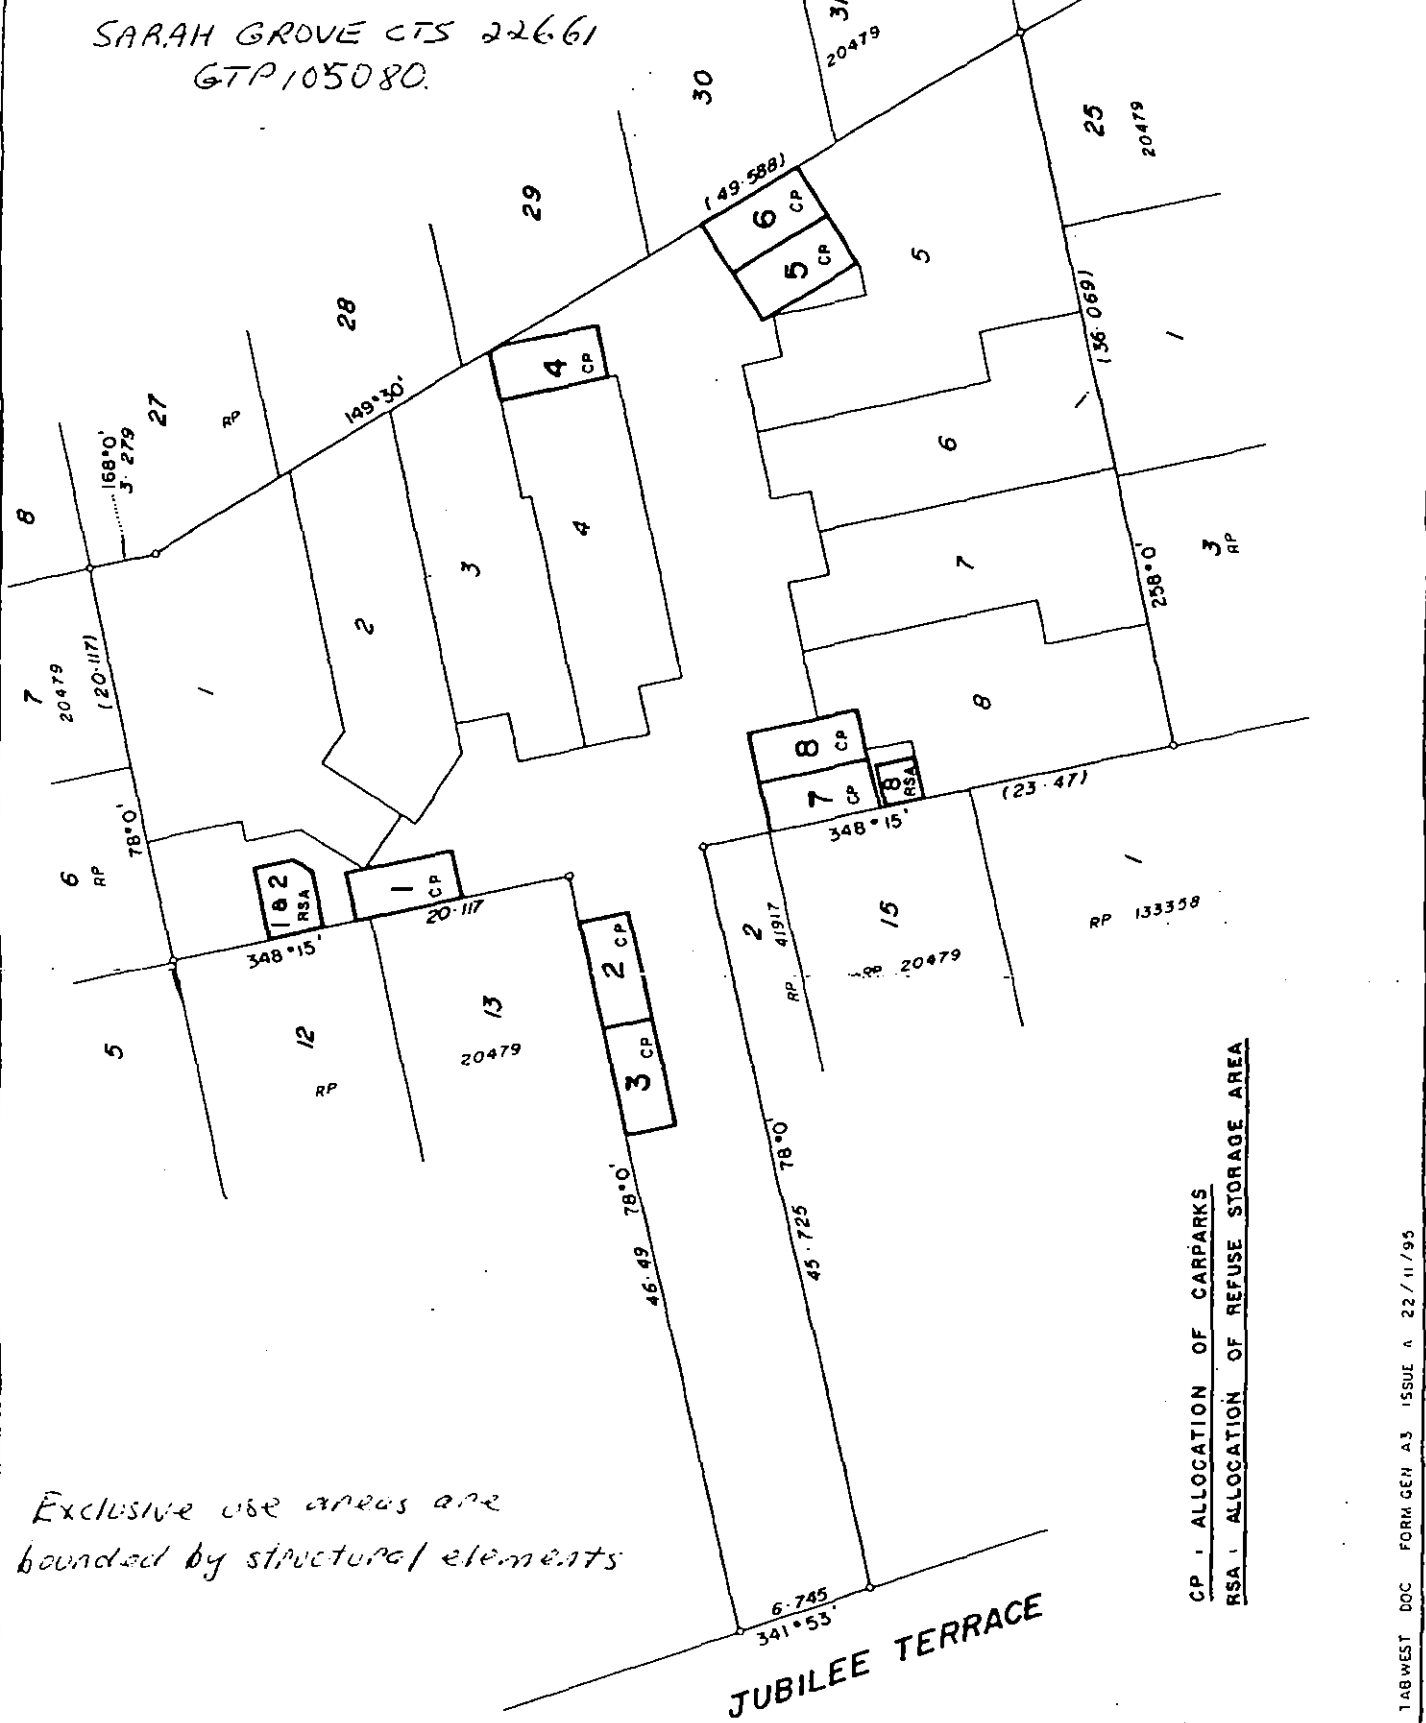 SARAH GROVE CTS 22661
GTP105080.
31
20479
30
25
20479
29
(49·588)
6 CP
5 CP
5
28
4 CP
(36·069)
1
27
RP
149°30'
168°0'
3·279
8
6
4
3
2
7
258°0'
3
RP
7
20479
(20·117)
1
8
8 CP
7 CP
8
RSA
(23·47)
348°15'
78°0'
6
RP
1 & 2
RSA
1 CP
20·117
348°15'
2
41917
RP
15
RP 20479
1
RP 133358
2 CP
3 CP
5
12
RP
13
20479
78°0'
46·49
78°0'
45·725
CP : ALLOCATION OF CARPARKS
RSA : ALLOCATION OF REFUSE STORAGE AREA
Exclusive use areas are
bounded by structural elements
6·745
341°53'
JUBILEE TERRACE
TABWEST DOC FORM GEN A3 ISSUE A 22/11/95